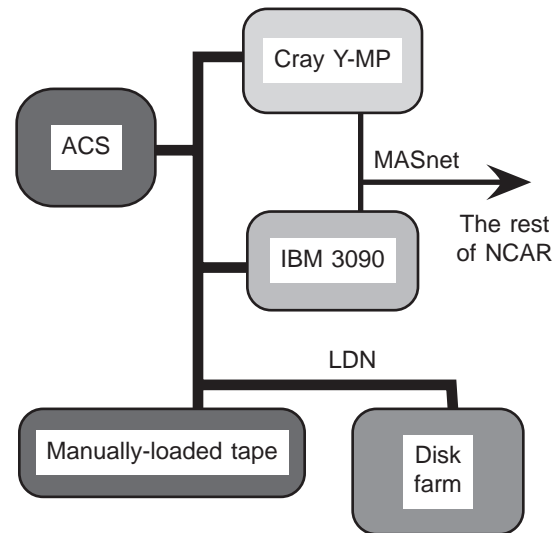 Cray Y-MP
ACS
MASnet
The rest
of NCAR
IBM 3090
LDN
Manually-loaded tape
Disk
farm